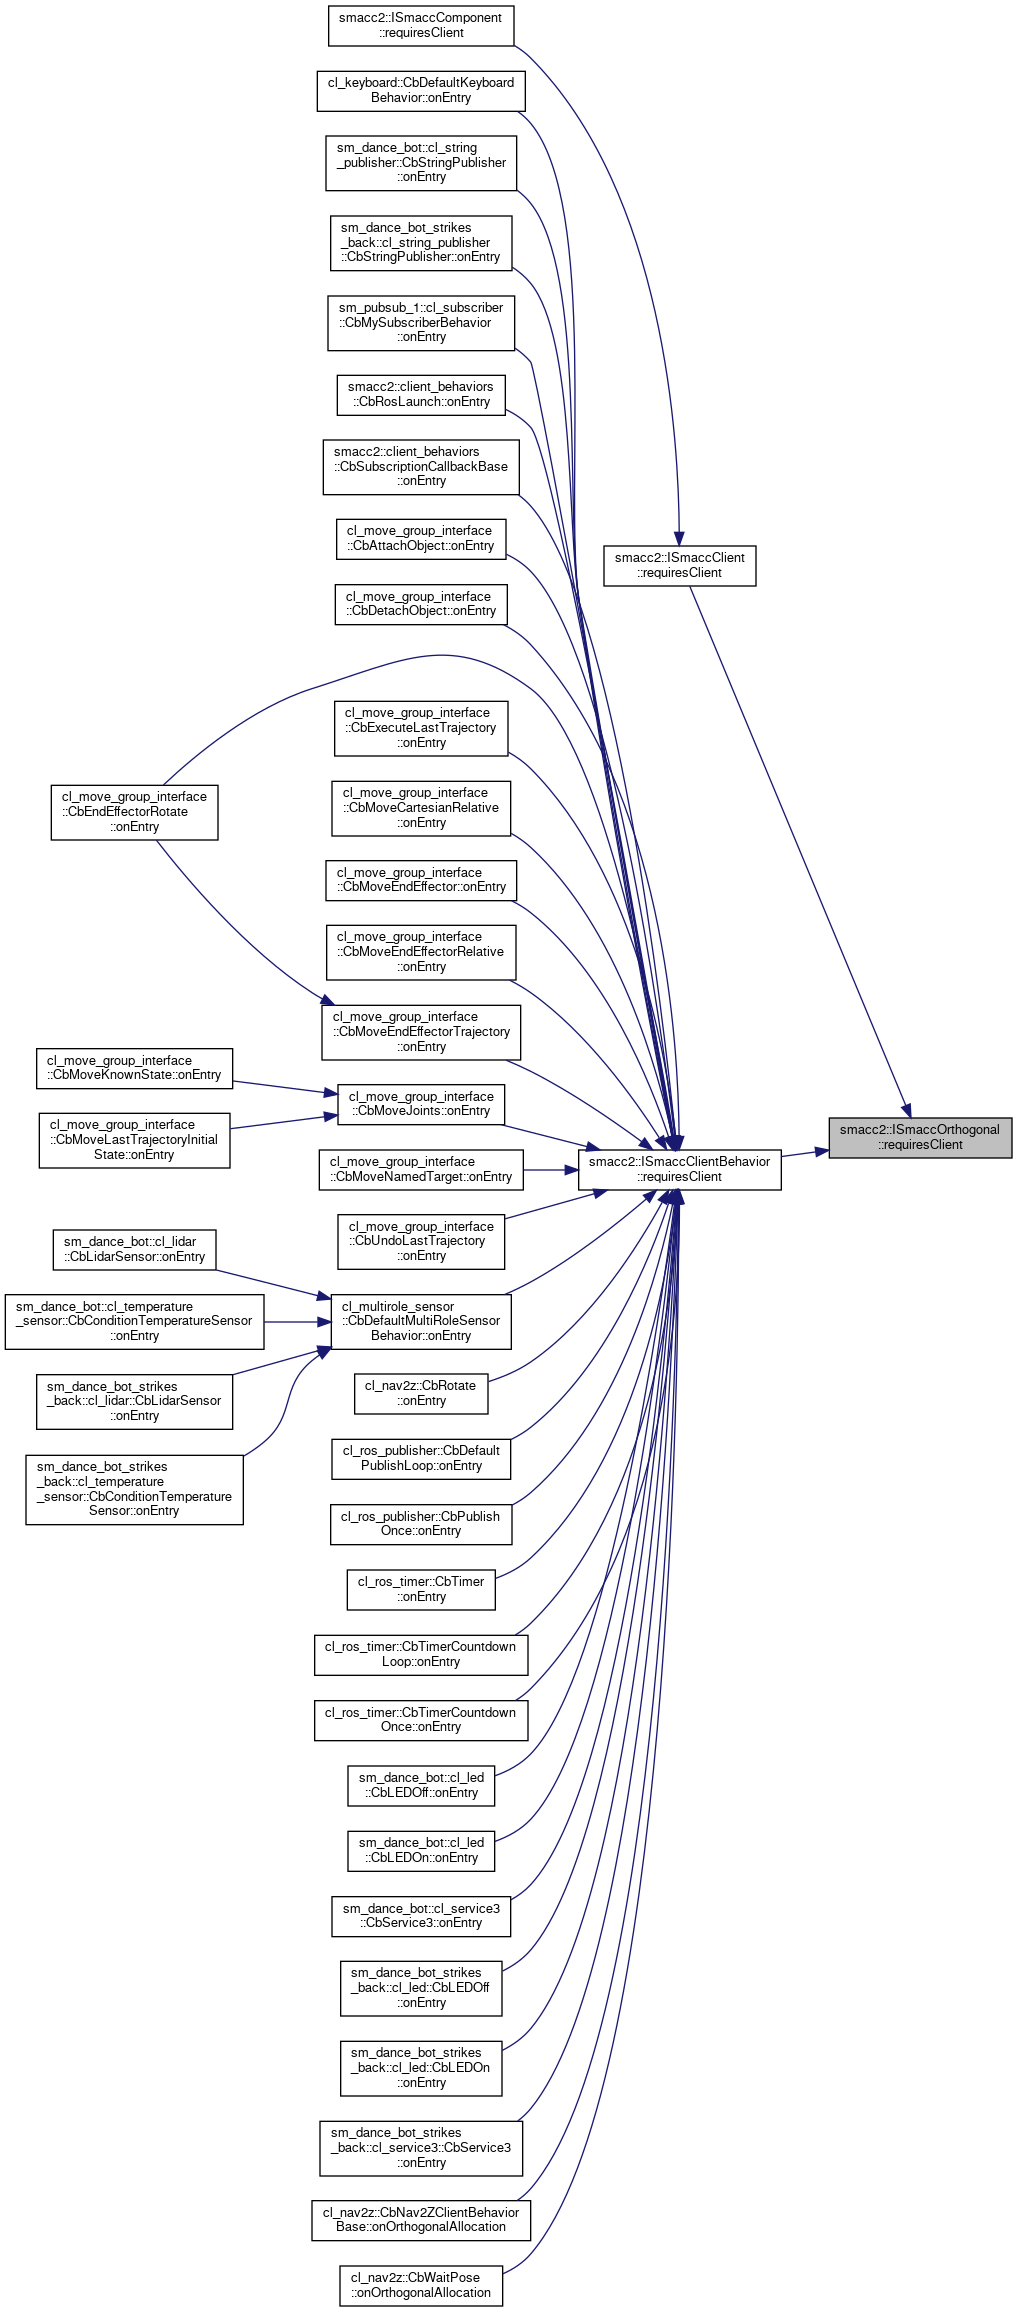 smacc2::ISmaccComponent
::requiresClient
cl_keyboard::CbDefaultKeyboard
Behavior::onEntry
sm_dance_bot::cl_string
_publisher::CbStringPublisher
::onEntry
sm_dance_bot_strikes
_back::cl_string_publisher
::CbStringPublisher::onEntry
sm_pubsub_1::cl_subscriber
::CbMySubscriberBehavior
::onEntry
smacc2::client_behaviors
::CbRosLaunch::onEntry
smacc2::client_behaviors
::CbSubscriptionCallbackBase
::onEntry
cl_move_group_interface
::CbAttachObject::onEntry
smacc2::ISmaccClient
::requiresClient
cl_move_group_interface
::CbDetachObject::onEntry
cl_move_group_interface
::CbExecuteLastTrajectory
::onEntry
cl_move_group_interface
::CbEndEffectorRotate
::onEntry
cl_move_group_interface
::CbMoveCartesianRelative
::onEntry
cl_move_group_interface
::CbMoveEndEffector::onEntry
cl_move_group_interface
::CbMoveEndEffectorRelative
::onEntry
cl_move_group_interface
::CbMoveEndEffectorTrajectory
::onEntry
cl_move_group_interface
::CbMoveKnownState::onEntry
cl_move_group_interface
::CbMoveJoints::onEntry
cl_move_group_interface
::CbMoveLastTrajectoryInitial
State::onEntry
smacc2::ISmaccOrthogonal
::requiresClient
cl_move_group_interface
::CbMoveNamedTarget::onEntry
smacc2::ISmaccClientBehavior
::requiresClient
cl_move_group_interface
::CbUndoLastTrajectory
::onEntry
sm_dance_bot::cl_lidar
::CbLidarSensor::onEntry
sm_dance_bot::cl_temperature
_sensor::CbConditionTemperatureSensor
::onEntry
cl_multirole_sensor
::CbDefaultMultiRoleSensor
Behavior::onEntry
sm_dance_bot_strikes
_back::cl_lidar::CbLidarSensor
::onEntry
cl_nav2z::CbRotate
::onEntry
sm_dance_bot_strikes
_back::cl_temperature
_sensor::CbConditionTemperature
Sensor::onEntry
cl_ros_publisher::CbDefault
PublishLoop::onEntry
cl_ros_publisher::CbPublish
Once::onEntry
cl_ros_timer::CbTimer
::onEntry
cl_ros_timer::CbTimerCountdown
Loop::onEntry
cl_ros_timer::CbTimerCountdown
Once::onEntry
sm_dance_bot::cl_led
::CbLEDOff::onEntry
sm_dance_bot::cl_led
::CbLEDOn::onEntry
sm_dance_bot::cl_service3
::CbService3::onEntry
sm_dance_bot_strikes
_back::cl_led::CbLEDOff
::onEntry
sm_dance_bot_strikes
_back::cl_led::CbLEDOn
::onEntry
sm_dance_bot_strikes
_back::cl_service3::CbService3
::onEntry
cl_nav2z::CbNav2ZClientBehavior
Base::onOrthogonalAllocation
cl_nav2z::CbWaitPose
::onOrthogonalAllocation